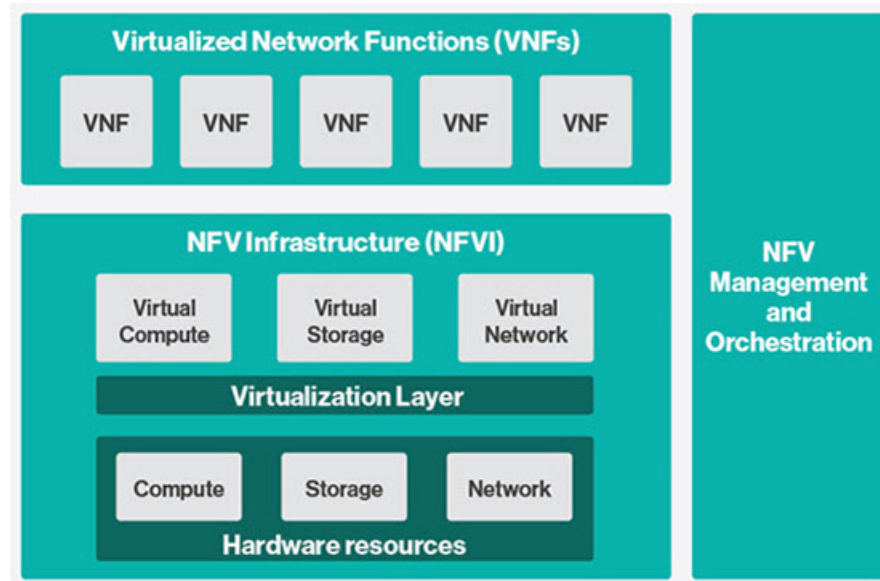 Virtualized Network Functions (VNFs)
VNF
VNF
VNF
VNF
VNF
NFV Infrastructure (NFVI)
Virtual
Compute
Virtual
Storage
Virtual
Network
Virtualization Layer
Compute
Storage
Network
Hardware resources
NFV
Management
and
Orchestration